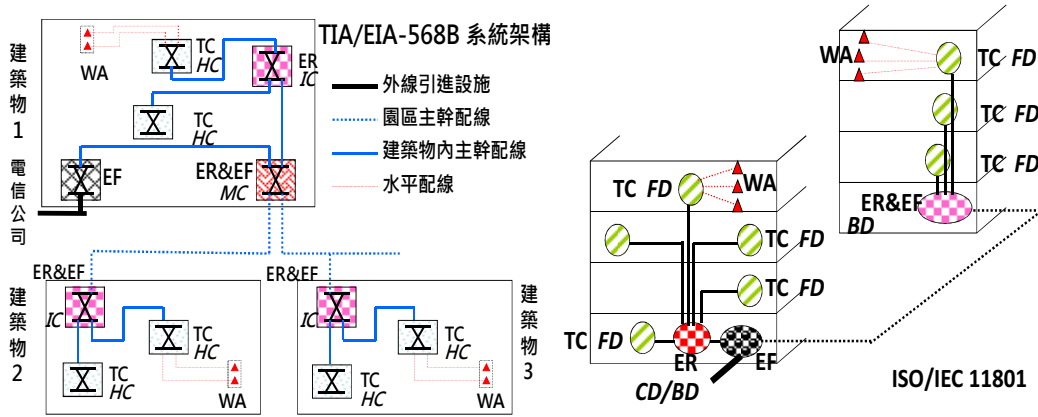 TIA/EIA-568B 系統架構
外線引進設施
園區主幹配線
建築物內主幹配線
水平配線
建築物1
電信公司
WA
TC
HC
ER
IC
TC
HC
EF
ER&EF
MC
建築物2
ER&EF
IC
TC
HC
TC
HC
WA
ER&EF
IC
TC
HC
TC
HC
WA
建築物3
WA
TC FD
TC FD
TC FD
ER&EF
BD
TC FD
WA
TC FD
TC FD
TC FD
ER
EF
CD/BD
ISO/IEC 11801